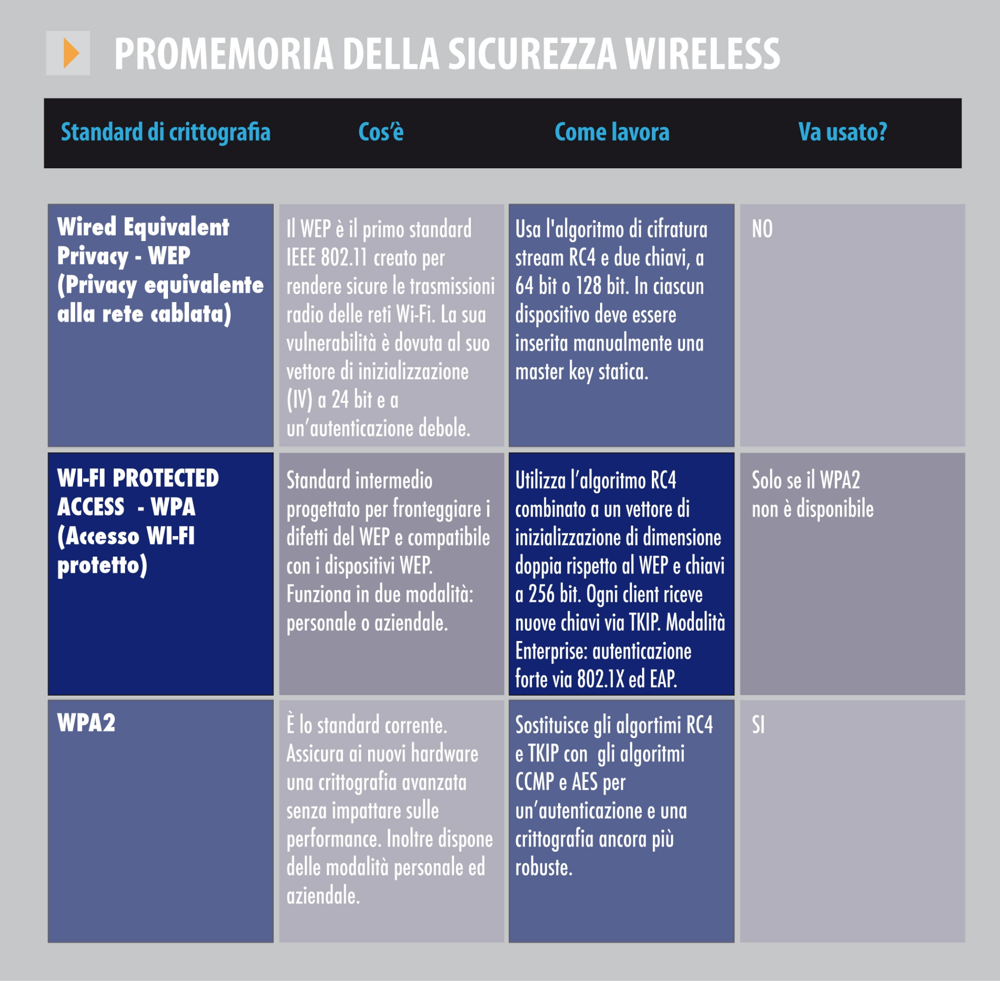 PROMEMORIA DELLA SICUREZZA WIRELESS
Standard di crittografia
Cos'è
Come lavora
Va usato?
Wired Equivalent
Privacy - WEP
(Privacy equivalente
alla rete cablata)
Il WEP è il primo standard
IEEE 802.11 creato per
rendere sicure le trasmissioni
radio delle reti Wi-Fi. La sua
vulnerabilità è dovuta al suo
vettore di inizializzazione
(IV) a 24 bit e a
un'autenticazione debole.
Usa l'algoritmo di cifratura
stream RC4 e due chiavi, a
64 bit o 128 bit. In ciascun
dispositivo deve essere
inserita manualmente una
master key statica.
NO
WI-FI PROTECTED
ACCESS - WPA
(Accesso WI-FI
protetto)
Standard intermedio
progettato per fronteggiare i
difetti del WEP e compatibile
con i dispositivi WEP.
Funziona in due modalità:
personale o aziendale.
Utilizza l'algoritmo RC4
combinato a un vettore di
inizializzazione di dimensione
doppia rispetto al WEP e chiavi
a 256 bit. Ogni client riceve
nuove chiavi via TKIP. Modalità
Enterprise: autenticazione
forte via 802.1X ed EAP.
Solo se il WPA2
non è disponibile
WPA2
È lo standard corrente.
Assicura ai nuovi hardware
una crittografia avanzata
senza impattare sulle
performance. Inoltre dispone
delle modalità personale ed
aziendale.
Sostituisce gli algortimi RC4
e TKIP con gli algoritmi
CCMP e AES per
un'autenticazione e una
crittografia ancora più
robuste.
SI